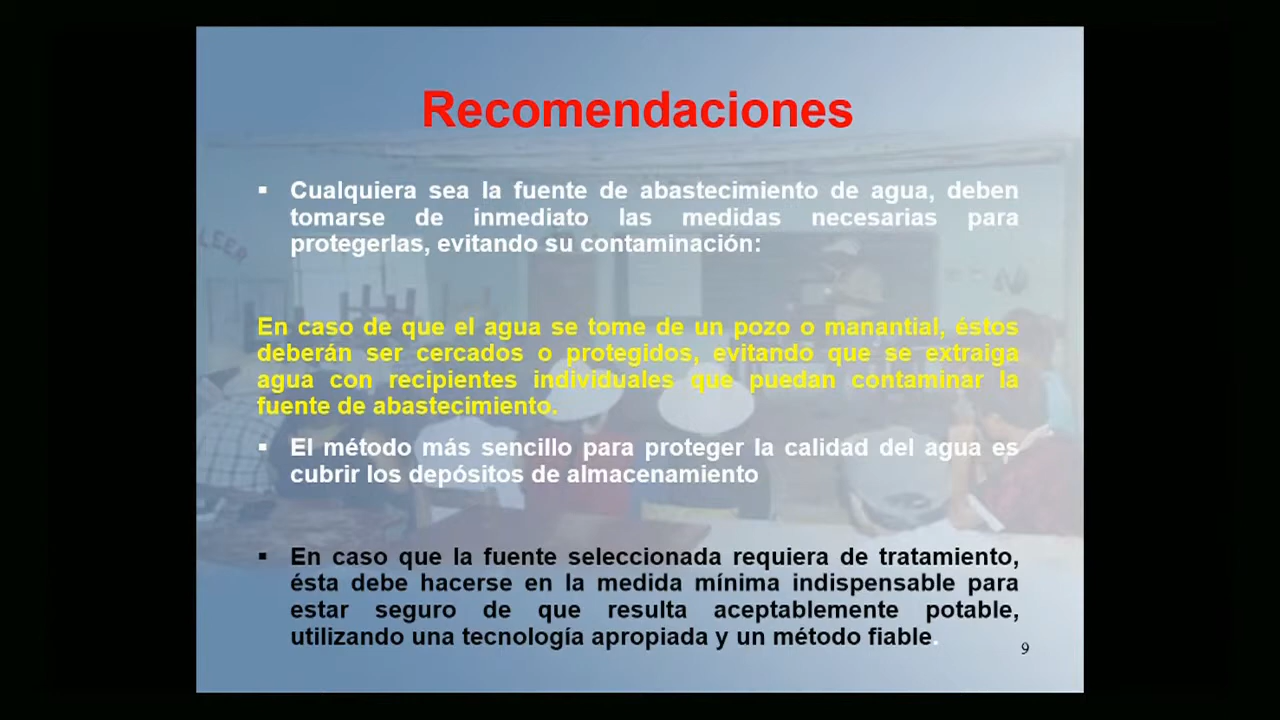 Recomendaciones
▪ Cualquiera sea la fuente de abastecimiento de agua, deben
tomarse de inmediato las medidas necesarias para
protegerlas, evitando su contaminación:
En caso de que el agua se tome de un pozo o manantial, éstos
deberán ser cercados o protegidos, evitando que se extraiga
agua con recipientes individuales que puedan contaminar la
fuente de abastecimiento.
▪ El método más sencillo para proteger la calidad del agua es
cubrir los depósitos de almacenamiento
▪ En caso que la fuente seleccionada requiera de tratamiento,
ésta debe hacerse en la medida mínima indispensable para
estar seguro de que resulta aceptablemente potable,
utilizando una tecnología apropiada y un método fiable.
9